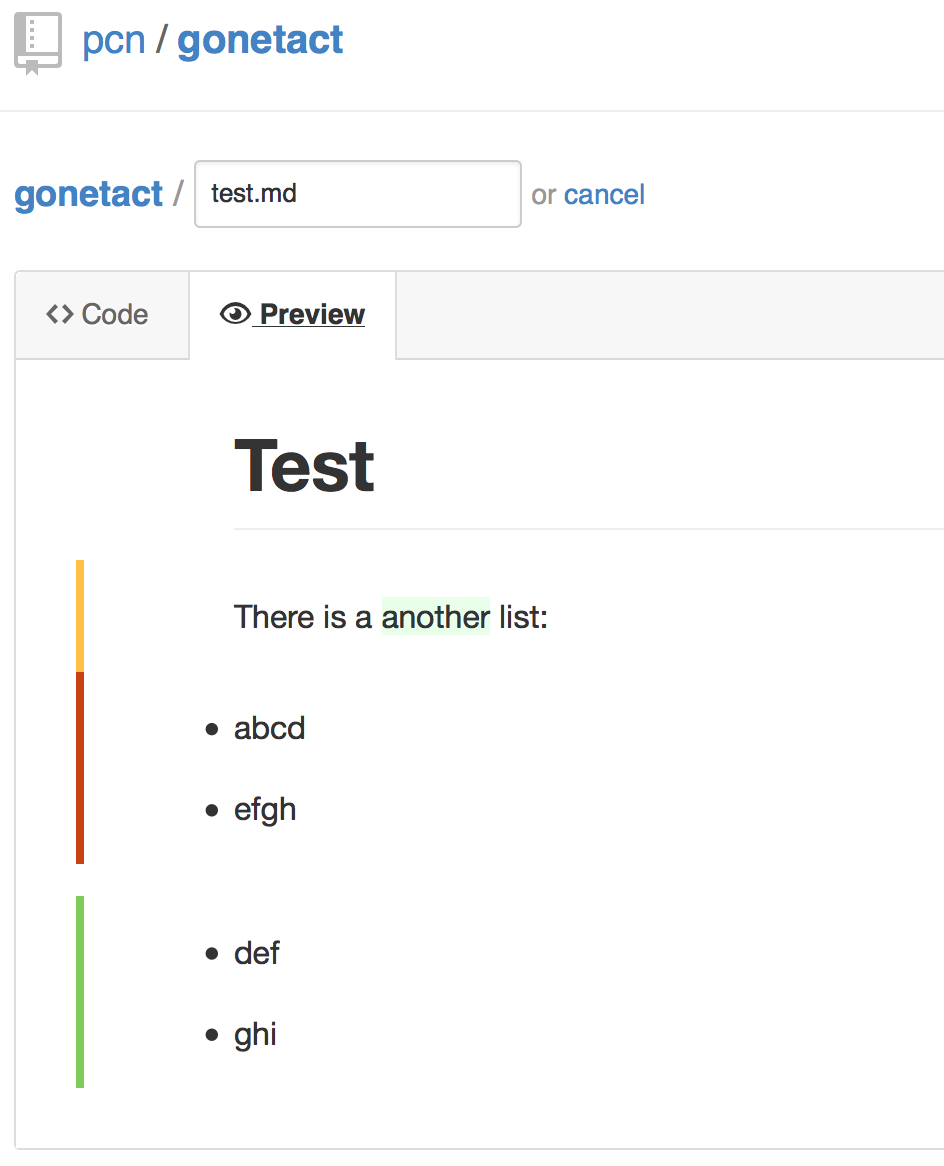 pcn / gonetact
gonetact / test.md or cancel
<> Code Preview
Test
There is a another list:
• abcd
• efgh
• def
• ghi